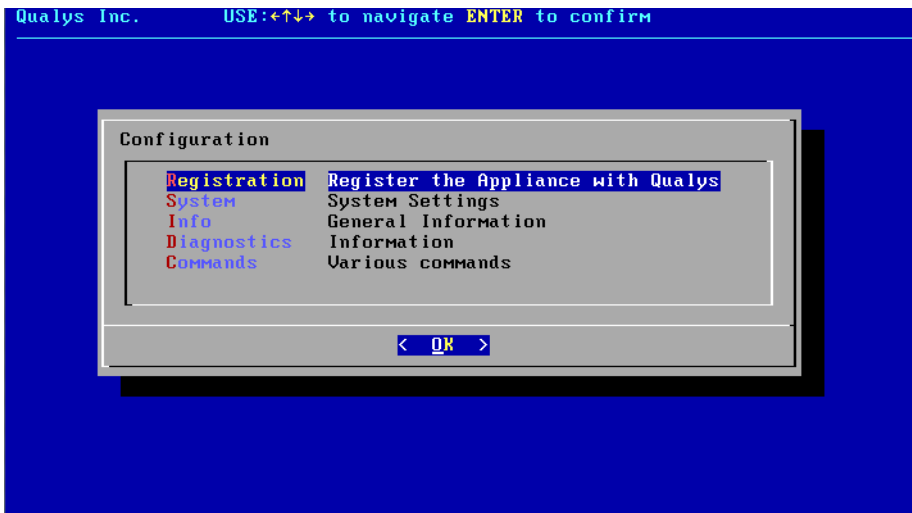 Qualys Inc. USE:←↑↓→ to navigate ENTER to confirm
Configuration
Registration Register the Appliance with Qualys
System System Settings
Info General Information
Diagnostics Information
Commands Various commands
< OK >